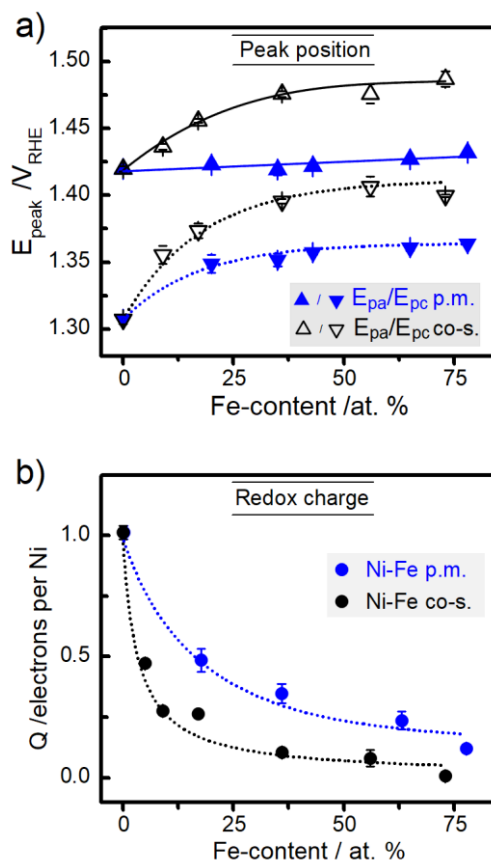 a)
Peak position
1.50
1.45
1.40
1.35
1.30
E_peak /V_RHE
▲ / ▼ E_pa/E_pc p.m.
△ / ▽ E_pa/E_pc co-s.
0 25 50 75
Fe-content /at. %
b)
Redox charge
1.0
0.5
0.0
Q /electrons per Ni
Ni-Fe p.m.
Ni-Fe co-s.
0 25 50 75
Fe-content / at. %